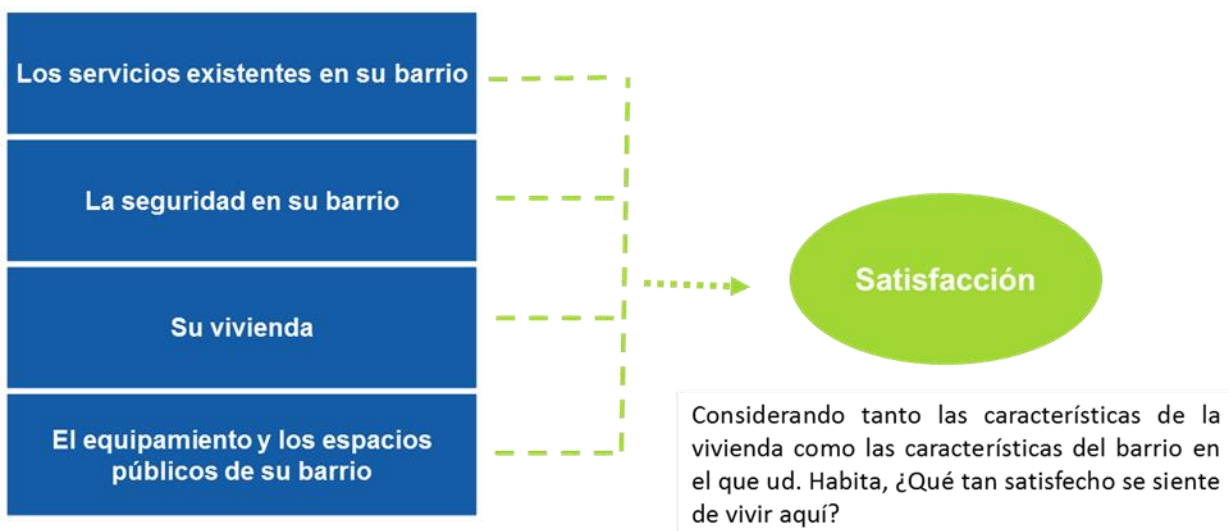 Los servicios existentes en su barrio
La seguridad en su barrio
Su vivienda
El equipamiento y los espacios
públicos de su barrio
Satisfacción
Considerando tanto las características de la
vivienda como las características del barrio en
el que ud. Habita, ¿Qué tan satisfecho se siente
de vivir aquí?